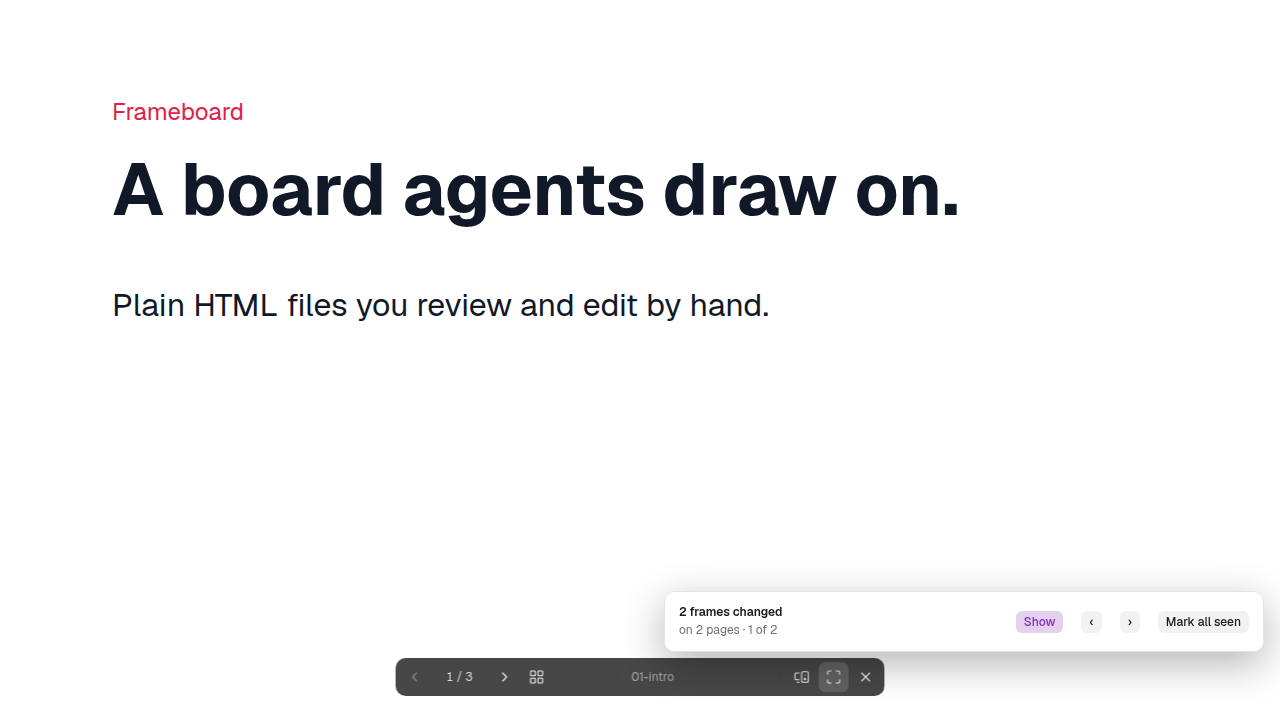 Frameboard
A board agents draw on.
Plain HTML files you review and edit by hand.
2 frames changed
on 2 pages · 1 of 2
Show
‹
›
Mark all seen
1 / 3
01-intro